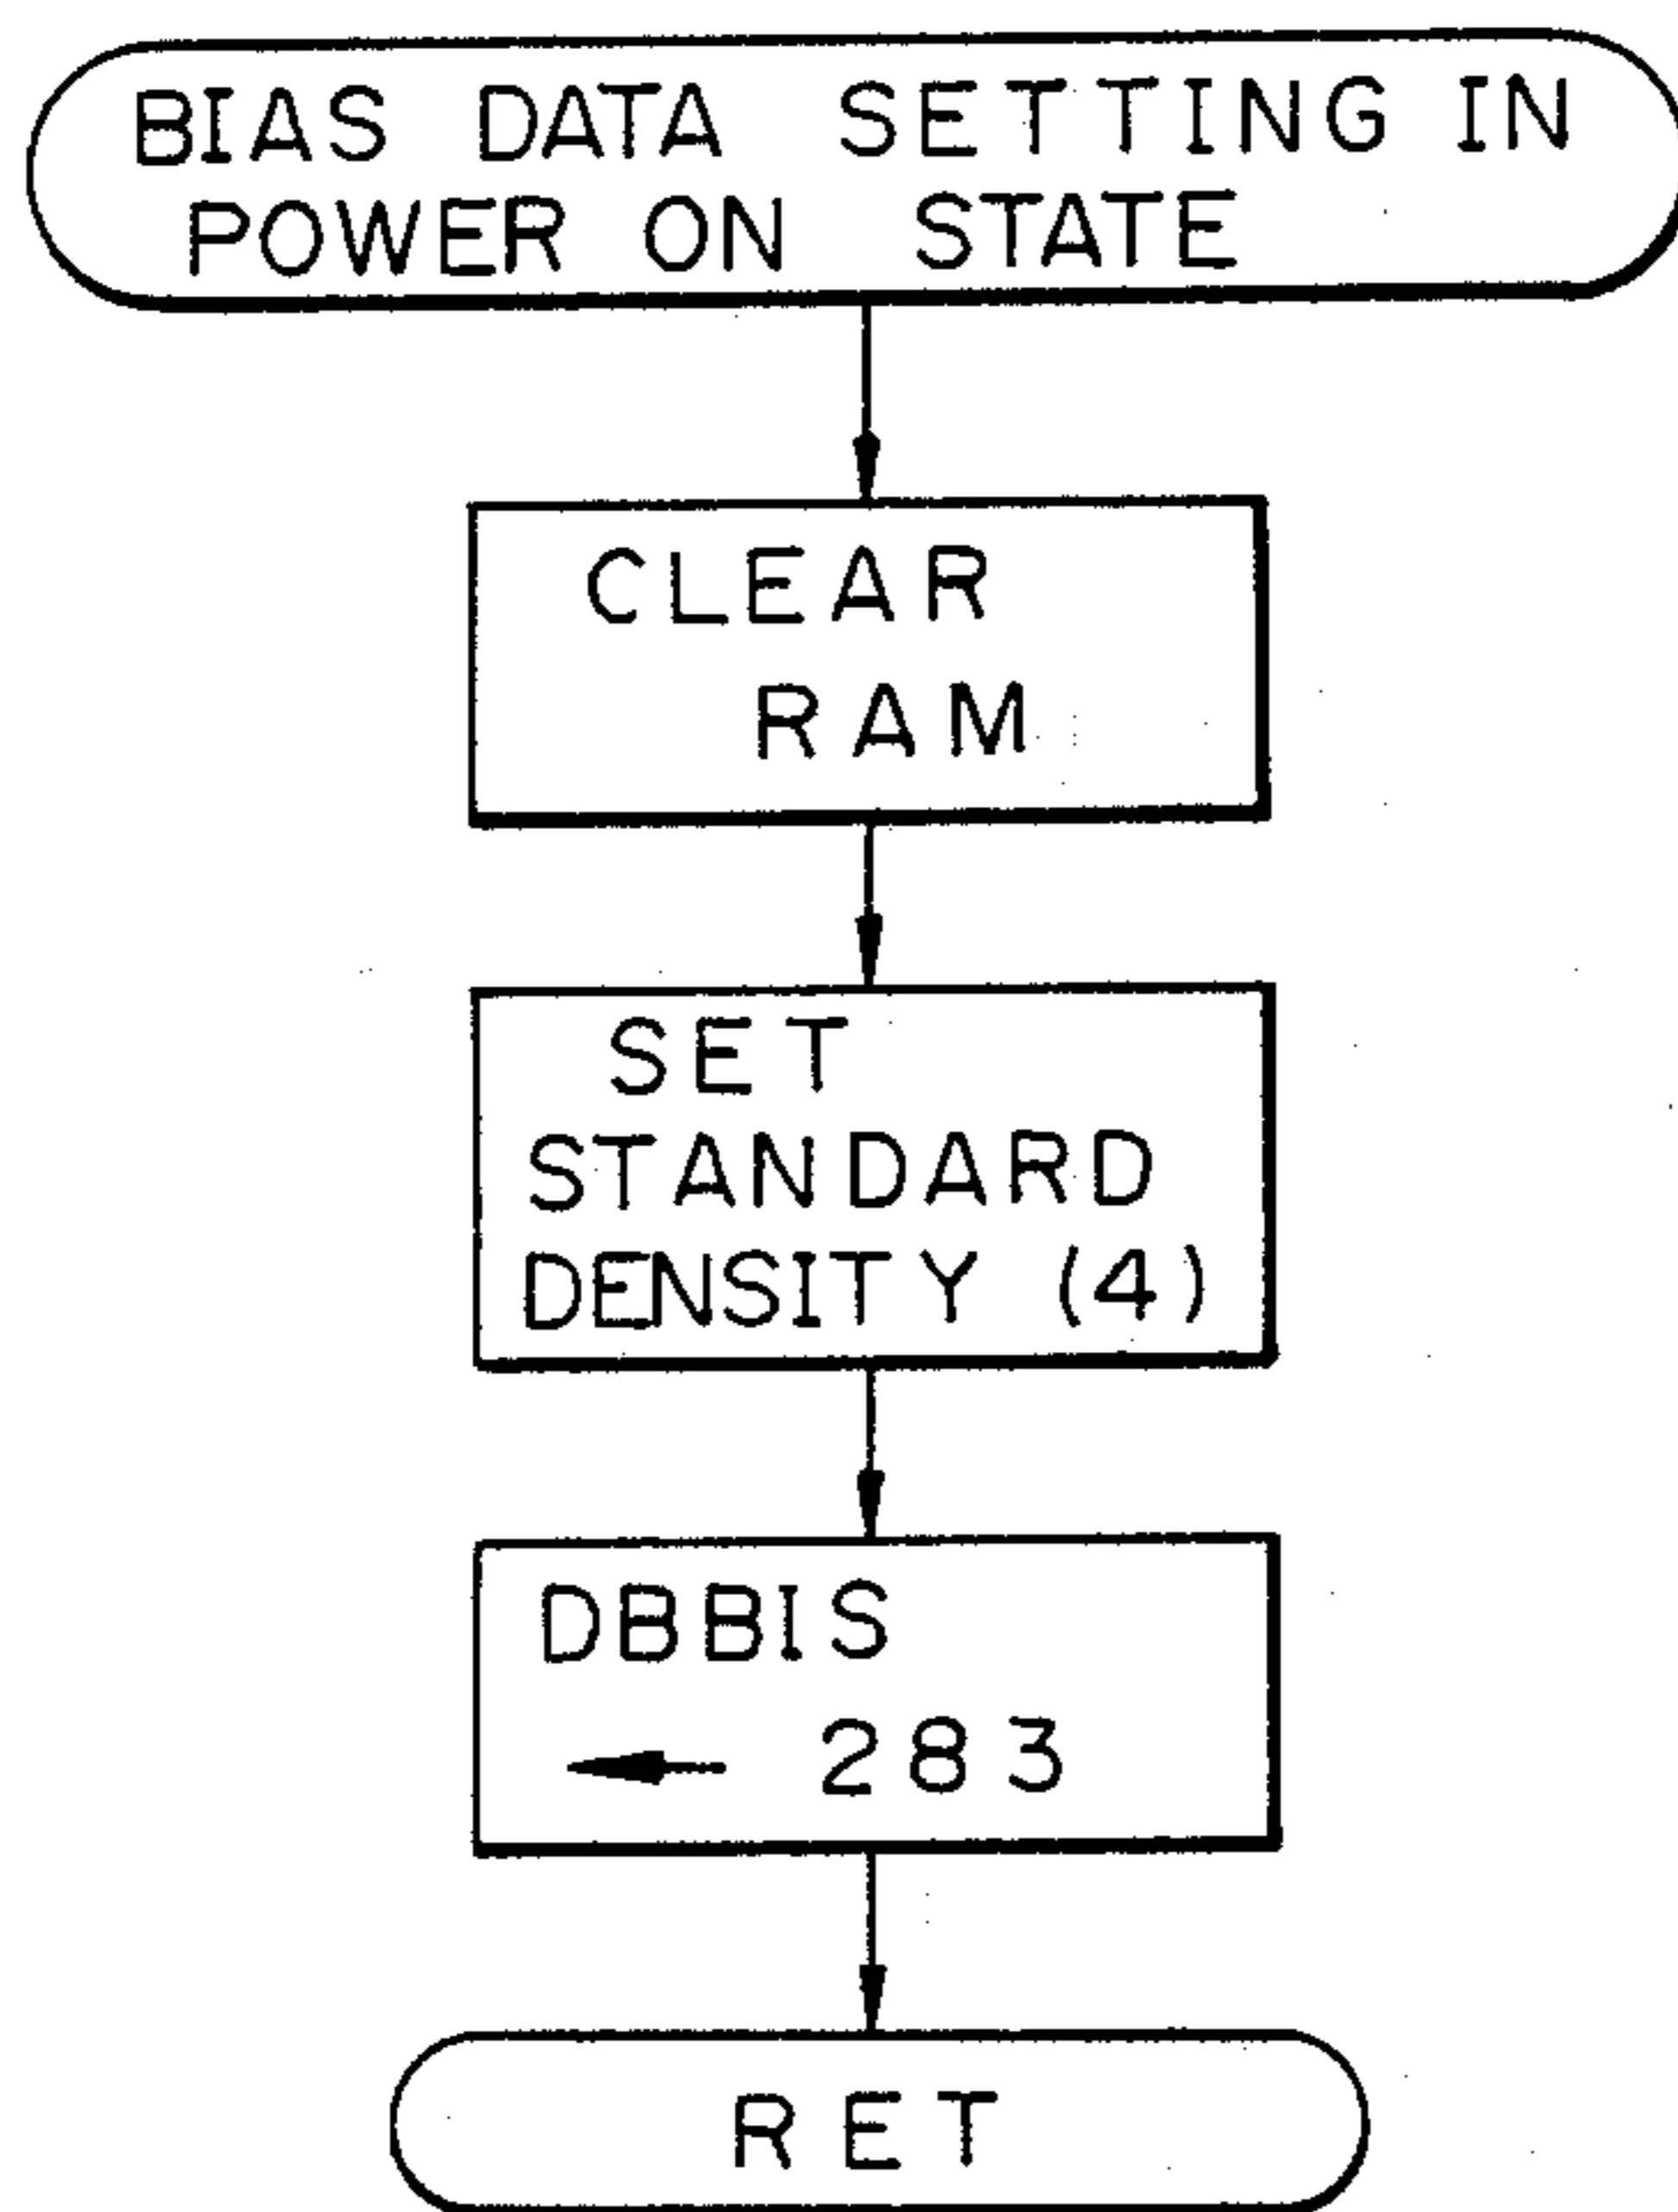 BIAS DATA SETTING IN
POWER ON STATE
CLEAR
RAM
SET
STANDARD
DENSITY (4)
DBBIS
← 283
RET